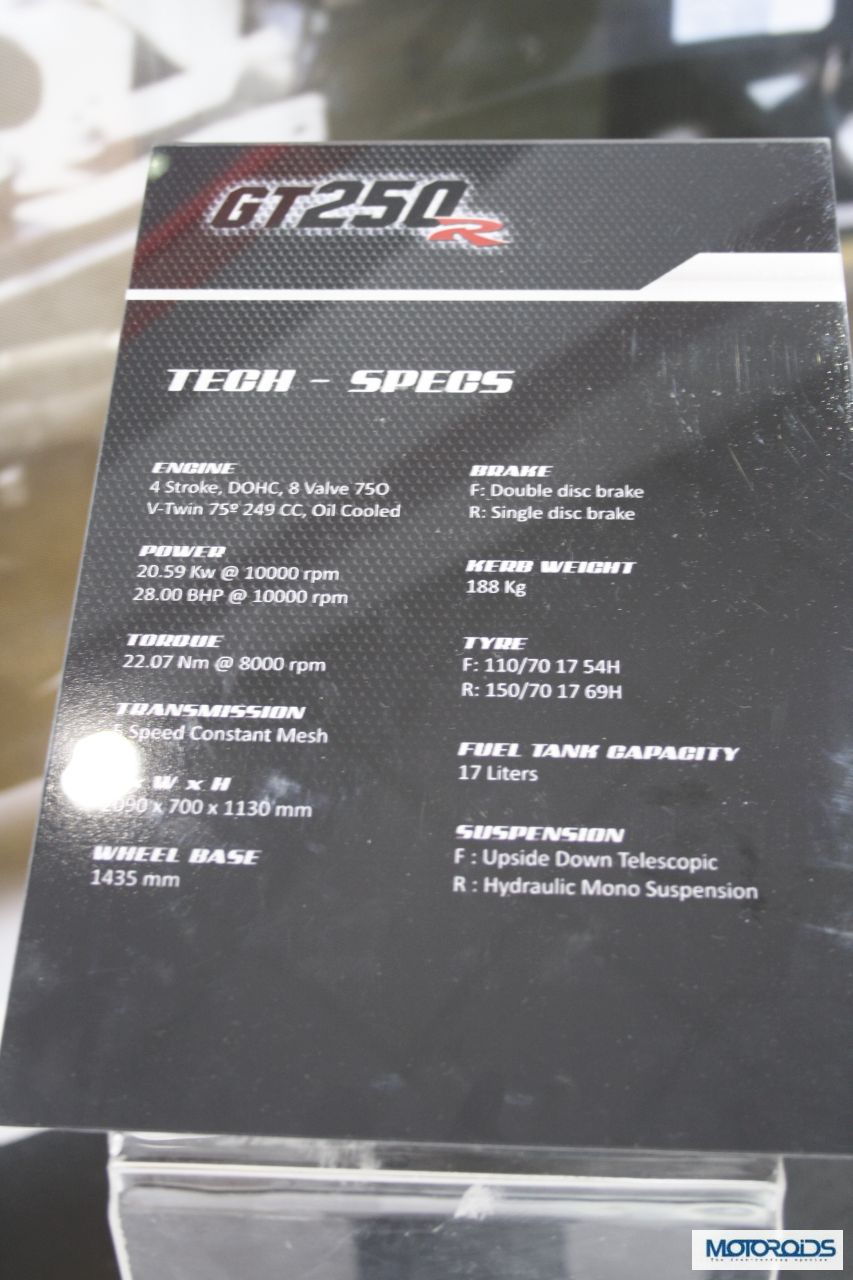 GT250R
TECH - SPECS
ENGINE
4 Stroke, DOHC, 8 Valve 75O
V-Twin 75º 249 CC, Oil Cooled
POWER
20.59 Kw @ 10000 rpm
28.00 BHP @ 10000 rpm
TORQUE
22.07 Nm @ 8000 rpm
TRANSMISSION
Speed Constant Mesh
x W x H
2090 x 700 x 1130 mm
WHEEL BASE
1435 mm
BRAKE
F: Double disc brake
R: Single disc brake
KERB WEIGHT
188 Kg
TYRE
F: 110/70 17 54H
R: 150/70 17 69H
FUEL TANK CAPACITY
17 Liters
SUSPENSION
F : Upside Down Telescopic
R : Hydraulic Mono Suspension
MOTOROIDS